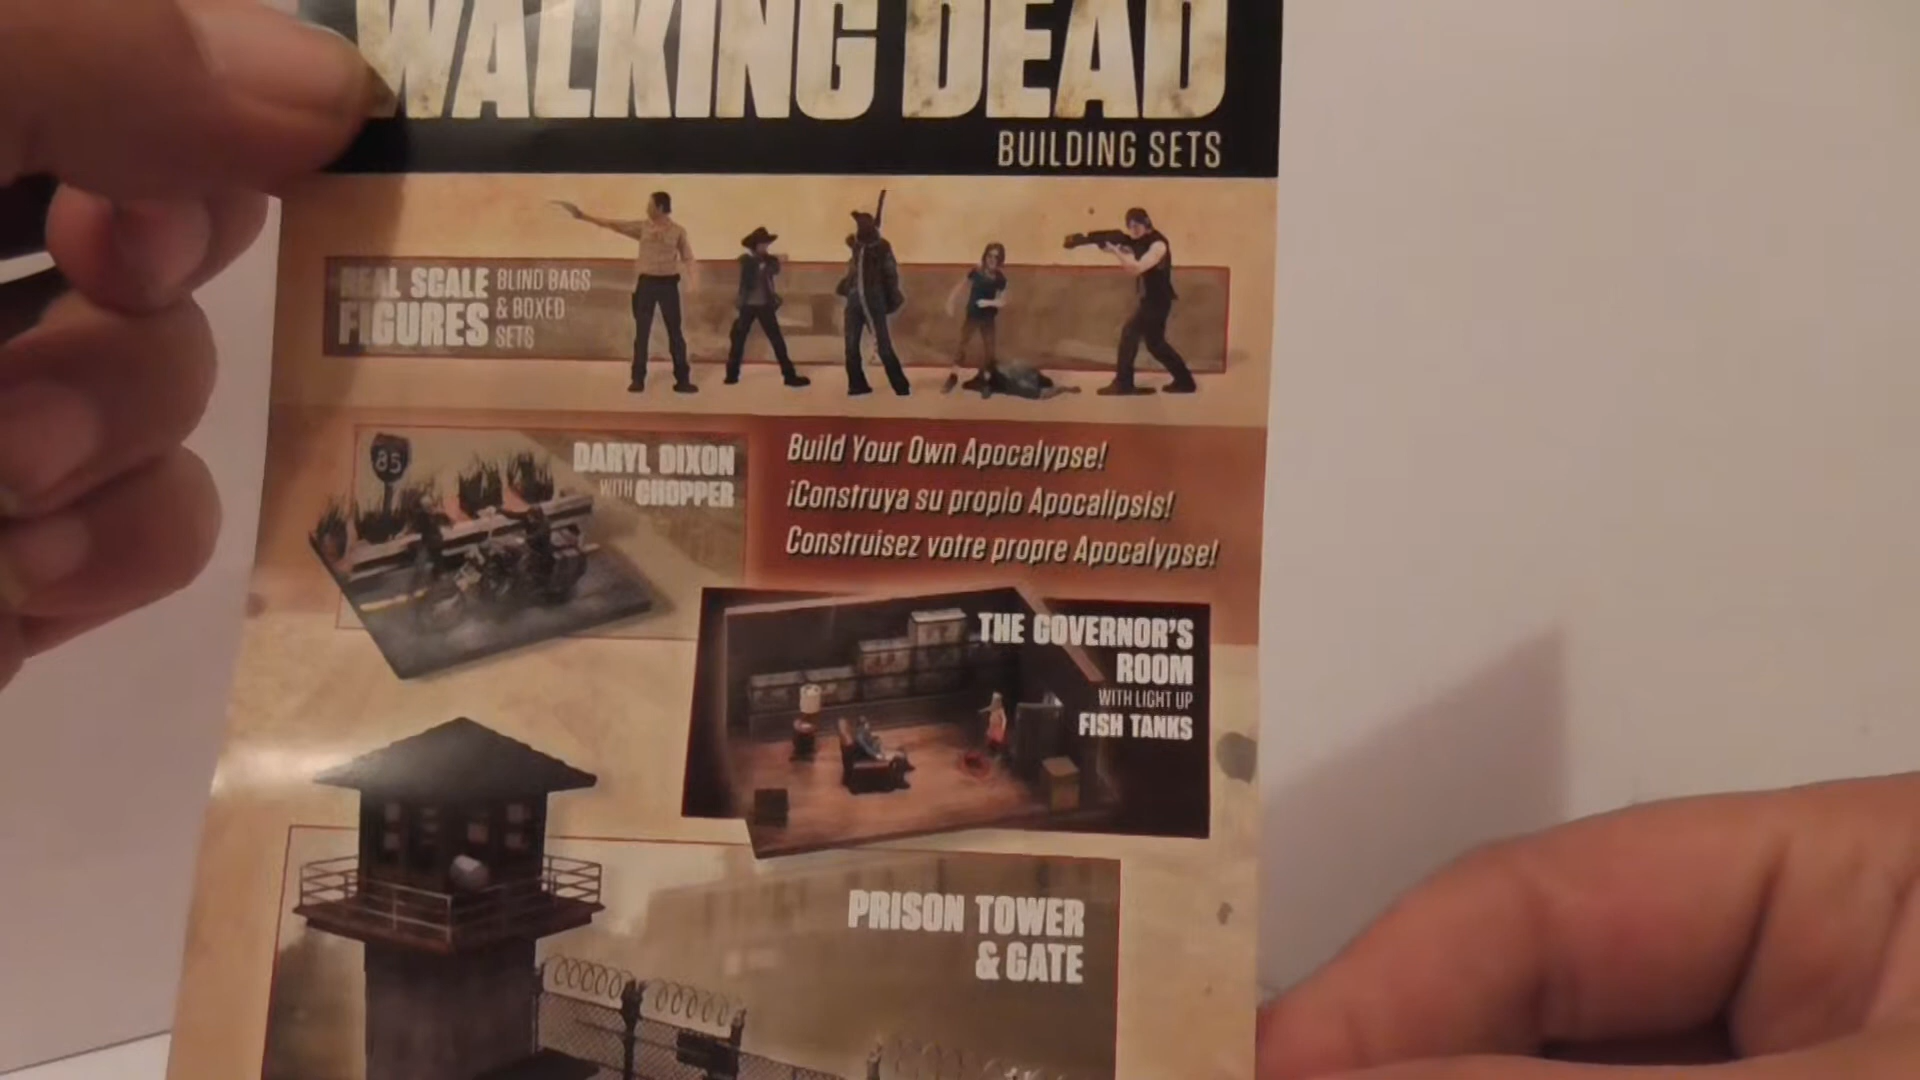 WALKING DEAD
BUILDING SETS
REAL SCALE
FIGURES
BLIND BAGS
& BOXED
SETS
85
DARYL DIXON
WITH CHOPPER
Build Your Own Apocalypse!
¡Construya su propio Apocalipsis!
Construisez votre propre Apocalypse!
THE GOVERNOR'S
ROOM
WITH LIGHT UP
FISH TANKS
PRISON TOWER
& GATE